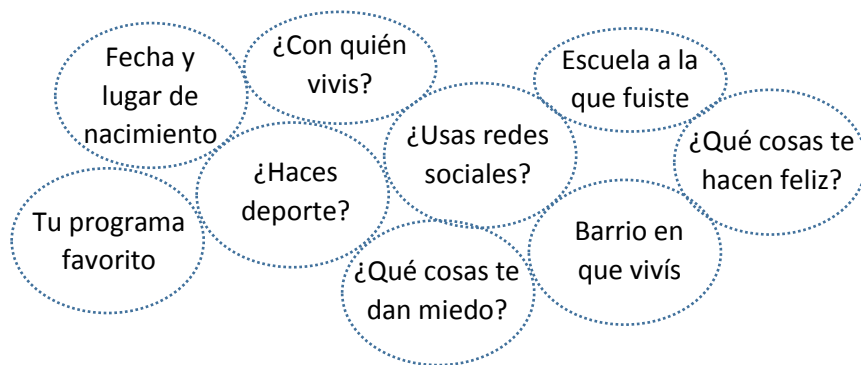 Fecha y
lugar de
nacimiento
¿Con quién
vivis?
Escuela a la
que fuiste
¿Usas redes
sociales?
¿Qué cosas te
hacen feliz?
¿Haces
deporte?
Tu programa
favorito
Barrio en
que vivís
¿Qué cosas te
dan miedo?